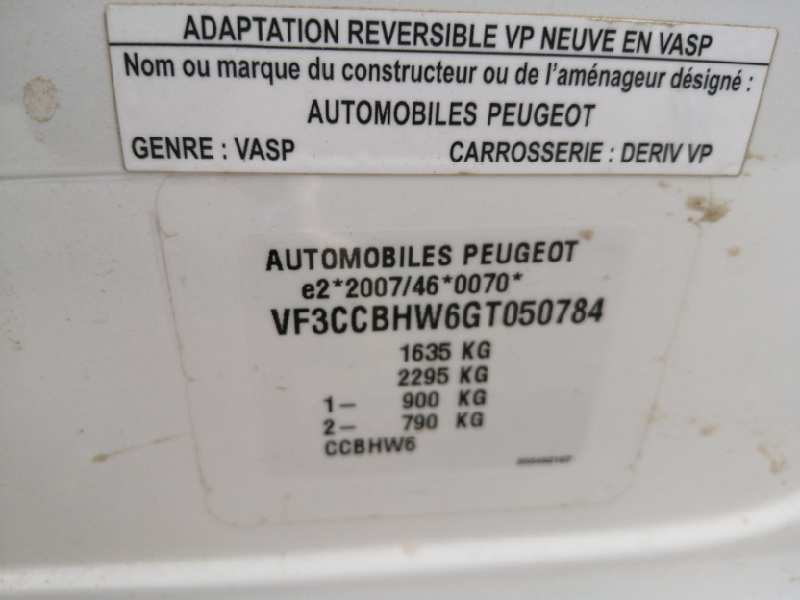 ADAPTATION REVERSIBLE VP NEUVE EN VASP
Nom ou marque du constructeur ou de l'aménageur désigné :
AUTOMOBILES PEUGEOT
GENRE : VASP CARROSSERIE : DERIV VP
AUTOMOBILES PEUGEOT
e2*2007/46*0070*
VF3CCBHW6GT050784
1635 KG
2295 KG
1– 900 KG
2– 790 KG
CCBHW6